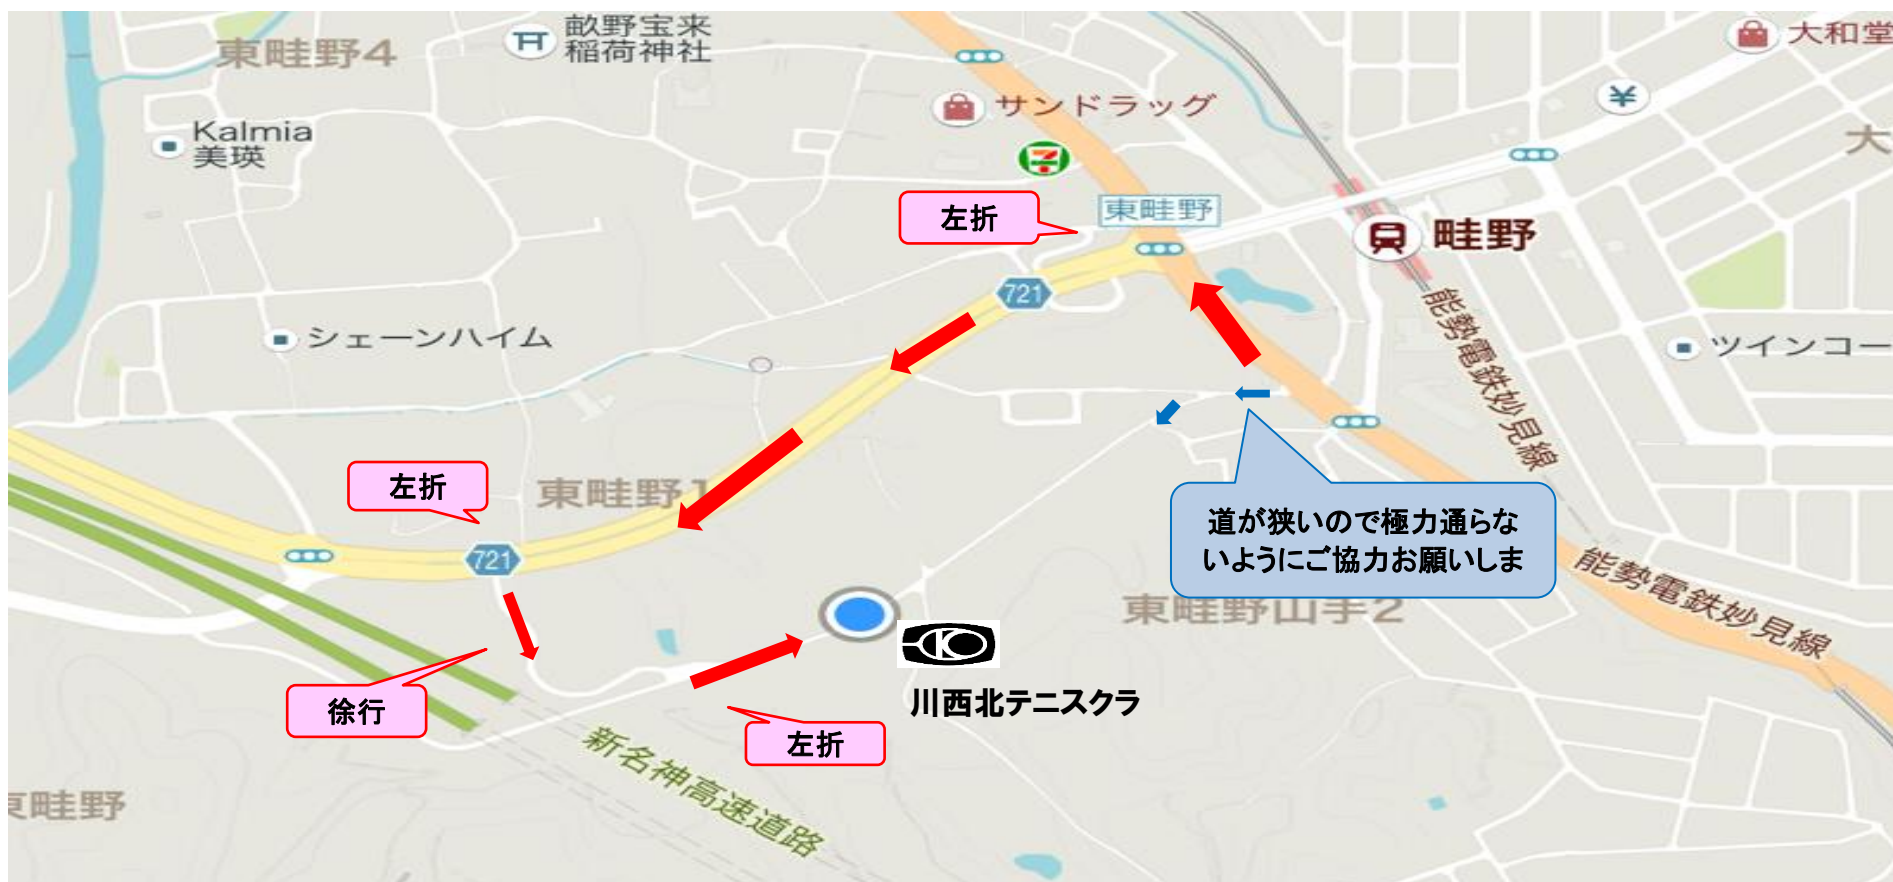 東畦野4
畝野宝来
稲荷神社
大和堂
サンドラッグ
Kalmia
美瑛
大
左折
東畦野
畦野
721
能勢電鉄妙見線
シェーンハイム
ツインコー
左折
東畦野1
道が狭いので極力通らな
いようにご協力お願いしま
721
能勢電鉄妙見線
東畦野山手2
徐行
川西北テニスクラ
左折
新名神高速道路
東畦野